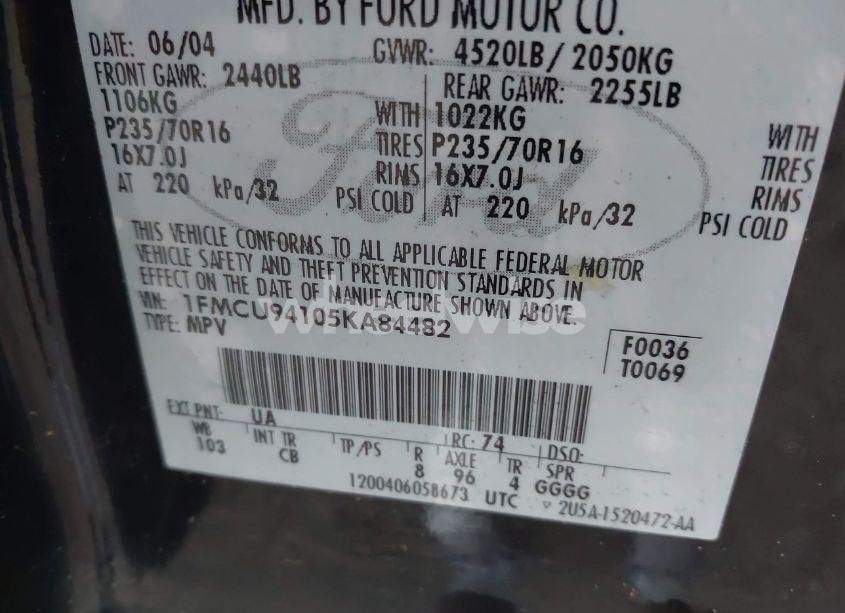 MFD. BY FORD MOTOR CO.
DATE: 06/04 GVWR: 4520LB/ 2050KG
FRONT GAWR: 2440LB REAR GAWR: 2255LB
1106KG WITH 1022KG WITH
P235/70R16 TIRES P235/70R16 TIRES
16X7.0J RIMS 16X7.0J RIMS
AT 220 kPa/32 PSI COLD AT 220 kPa/32 PSI COLD
Ford
THIS VEHICLE CONFORMS TO ALL APPLICABLE FEDERAL MOTOR
VEHICLE SAFETY AND THEFT PREVENTION STANDARDS IN
EFFECT ON THE DATE OF MANUFACTURE SHOWN ABOVE.
VIN: 1FMCU94105KA84482
TYPE: MPV
F0036
T0069
EXT PNT: UA RC: 74 DSO:
WB INT TR TP/PS R AXLE TR SPR
103 CB 8 96 4 GGGG
1200406058673 UTC ▽ 2U5A-1520472-AA